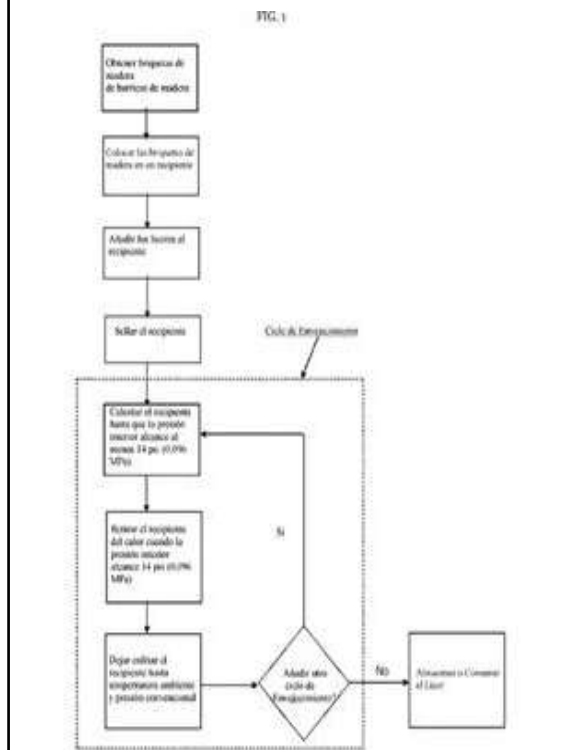 FIG. 1
Obtener briquetas de
madera
de barricas de madera
Colocar las briquetas de
madera en un recipiente
Añadir los licores al
recipiente
Sellar el recipiente
Ciclo de Envejecimiento
Calentar el recipiente
hasta que la presión
interior alcance al
menos 14 psi (0,096
MPa)
Retirar el recipiente
del calor cuando la
presión interior
alcance 14 psi (0,096
MPa)
Sí
Dejar enfriar el
recipiente hasta
temperatura ambiente
y presión convencional
Añadir otro
ciclo de
Envejecimiento?
No
Almacenar o Consumir
el Licor